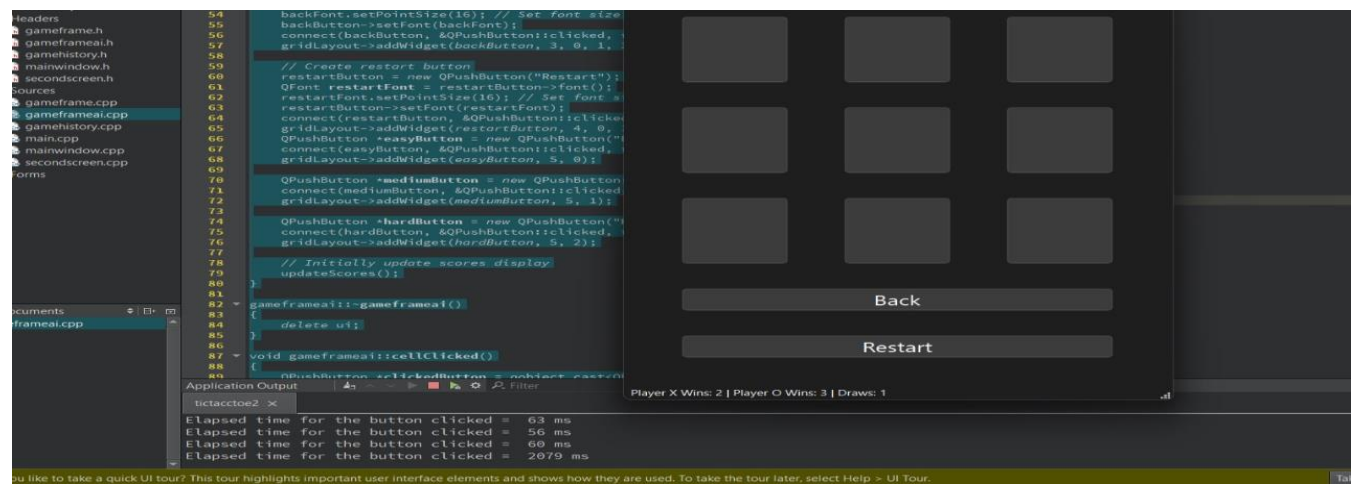 Headers
gameframe.h
gameframeai.h
gamehistory.h
mainwindow.h
secondscreen.h
Sources
gameframe.cpp
gameframeai.cpp
gamehistory.cpp
main.cpp
mainwindow.cpp
secondscreen.cpp
Forms
54 backFont.setPointSize(16); // Set font size
55 backButton->setFont(backFont);
56 connect(backButton, &QPushButton::clicked,
57 gridLayout->addWidget(backButton, 3, 0, 1,
58
59 // Create restart button
60 restartButton = new QPushButton("Restart");
61 QFont restartFont = restartButton->font();
62 restartFont.setPointSize(16); // Set font s
63 restartButton->setFont(restartFont);
64 connect(restartButton, &QPushButton::clicke
65 gridLayout->addWidget(restartButton, 4, 0,
66 QPushButton *easyButton = new QPushButton("
67 connect(easyButton, &QPushButton::clicked,
68 gridLayout->addWidget(easyButton, 5, 0);
69
70 QPushButton *mediumButton = new QPushButton
71 connect(mediumButton, &QPushButton::clicked
72 gridLayout->addWidget(mediumButton, 5, 1);
73
74 QPushButton *hardButton = new QPushButton("
75 connect(hardButton, &QPushButton::clicked,
76 gridLayout->addWidget(hardButton, 5, 2);
77
78 // Initially update scores display
79 updateScores();
80 }
81
82 gameframeai::~gameframeai()
83 {
84 delete ui;
85 }
86
87 void gameframeai::cellClicked()
88 {
89 QPushButton *clickedButton = qobject_cast<Q
ocuments
frameai.cpp
Back
Restart
Player X Wins: 2 | Player O Wins: 3 | Draws: 1
Application Output Filter
tictacctoe2
Elapsed time for the button clicked = 63 ms
Elapsed time for the button clicked = 56 ms
Elapsed time for the button clicked = 60 ms
Elapsed time for the button clicked = 2079 ms
ou like to take a quick UI tour? This tour highlights important user interface elements and shows how they are used. To take the tour later, select Help > UI Tour. Ta